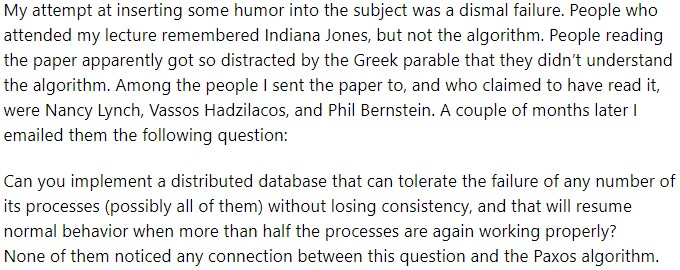 My attempt at inserting some humor into the subject was a dismal failure. People who
attended my lecture remembered Indiana Jones, but not the algorithm. People reading
the paper apparently got so distracted by the Greek parable that they didn’t understand
the algorithm. Among the people I sent the paper to, and who claimed to have read it,
were Nancy Lynch, Vassos Hadzilacos, and Phil Bernstein. A couple of months later I
emailed them the following question:
Can you implement a distributed database that can tolerate the failure of any number of
its processes (possibly all of them) without losing consistency, and that will resume
normal behavior when more than half the processes are again working properly?
None of them noticed any connection between this question and the Paxos algorithm.